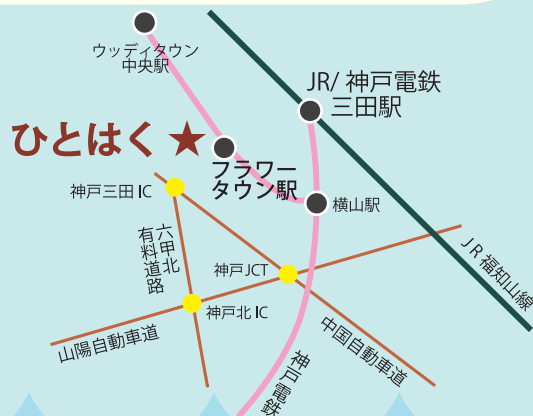 ウッディタウン
中央駅
JR/ 神戸電鉄
三田駅
ひとはく ★
フラワー
タウン駅
神戸三田 IC
横山駅
六甲北
有料道路
神戸JCT
JR 福知山線
神戸北 IC
山陽自動車道
中国自動車道
神戸電鉄